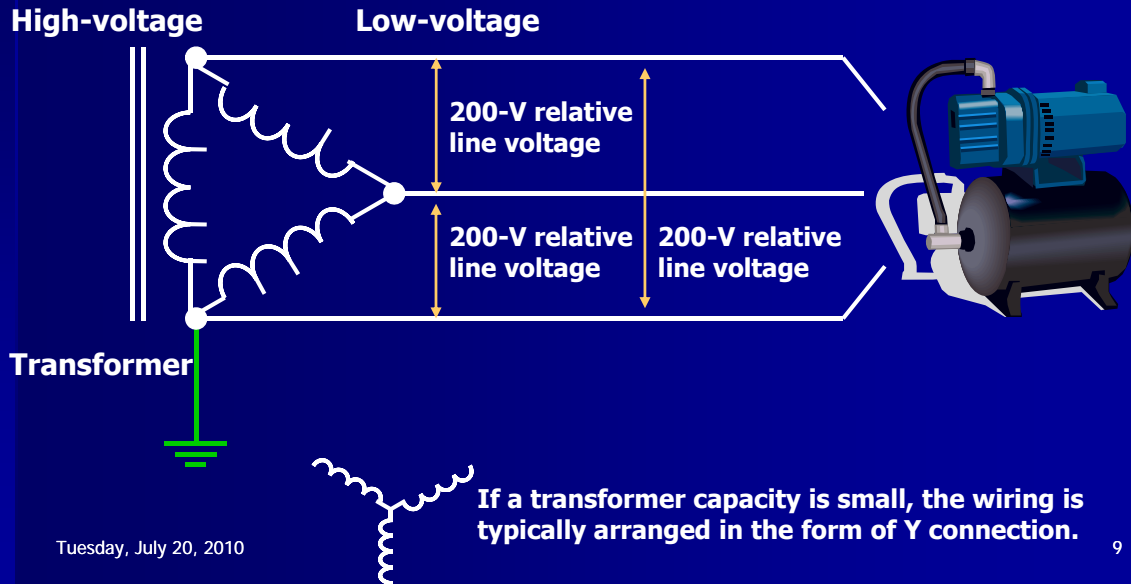 High-voltage
Low-voltage
200-V relative
line voltage
200-V relative
line voltage
200-V relative
line voltage
Transformer
If a transformer capacity is small, the wiring is
typically arranged in the form of Y connection.
Tuesday, July 20, 2010
9